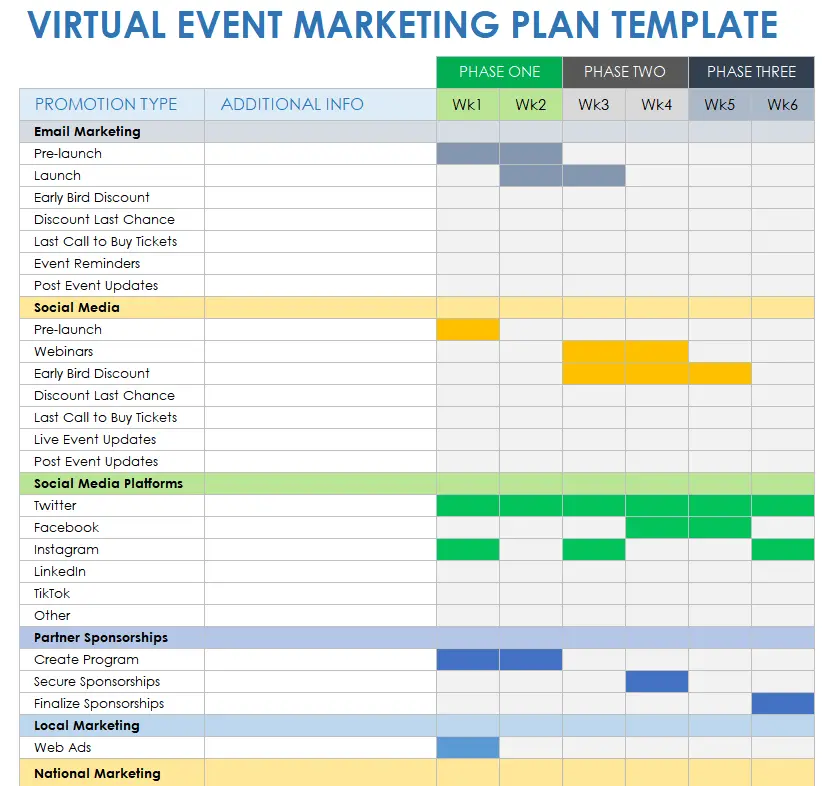 VIRTUAL EVENT MARKETING PLAN TEMPLATE
PHASE ONE PHASE TWO PHASE THREE
PROMOTION TYPE ADDITIONAL INFO Wk1 Wk2 Wk3 Wk4 Wk5 Wk6
Email Marketing
Pre-launch
Launch
Early Bird Discount
Discount Last Chance
Last Call to Buy Tickets
Event Reminders
Post Event Updates
Social Media
Pre-launch
Webinars
Early Bird Discount
Discount Last Chance
Last Call to Buy Tickets
Live Event Updates
Post Event Updates
Social Media Platforms
Twitter
Facebook
Instagram
LinkedIn
TikTok
Other
Partner Sponsorships
Create Program
Secure Sponsorships
Finalize Sponsorships
Local Marketing
Web Ads
National Marketing